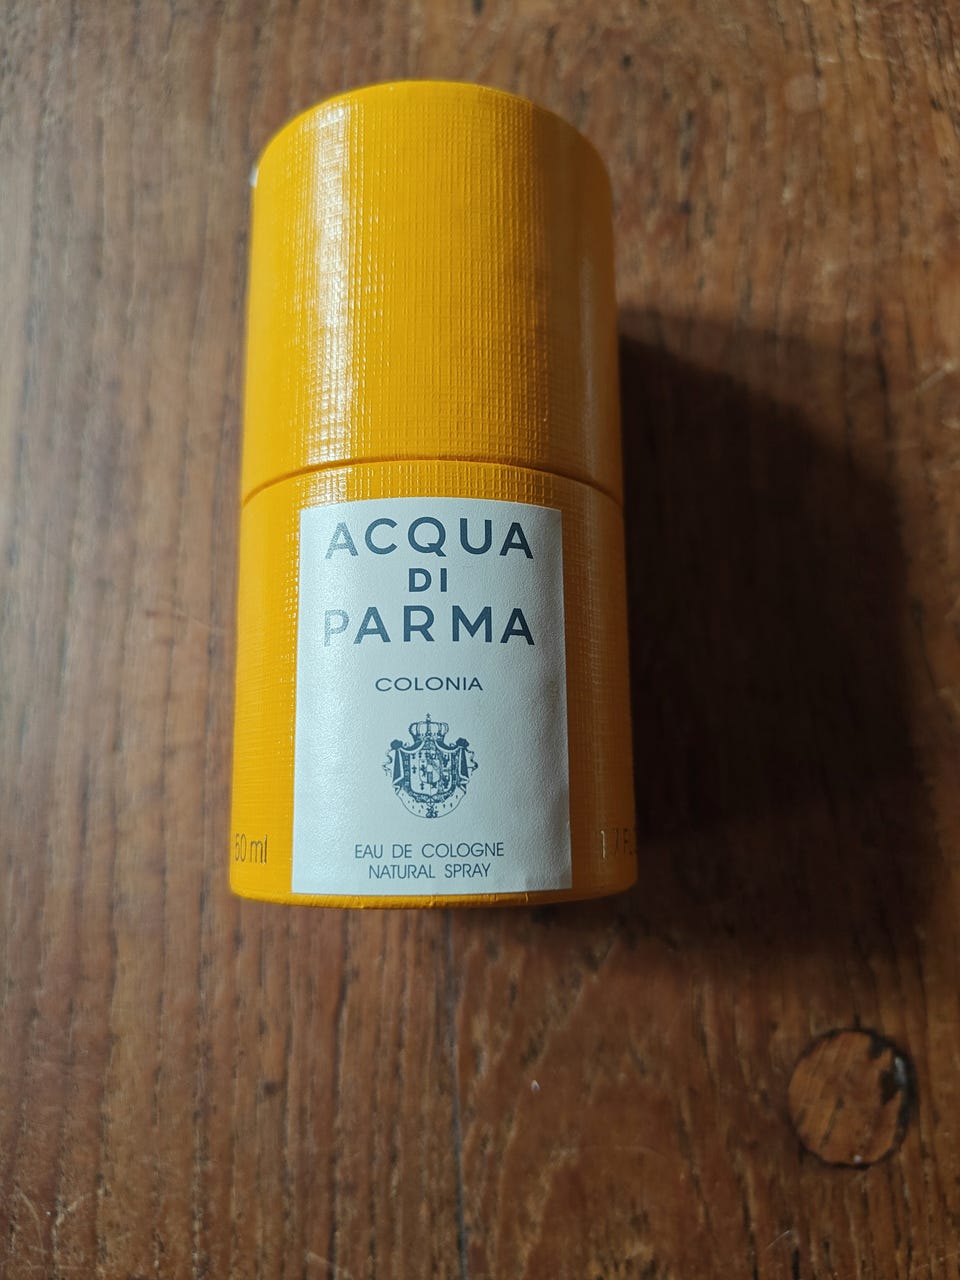 ACQUA
DI
PARMA
COLONIA
EAU DE COLOGNE
NATURAL SPRAY
50 ml